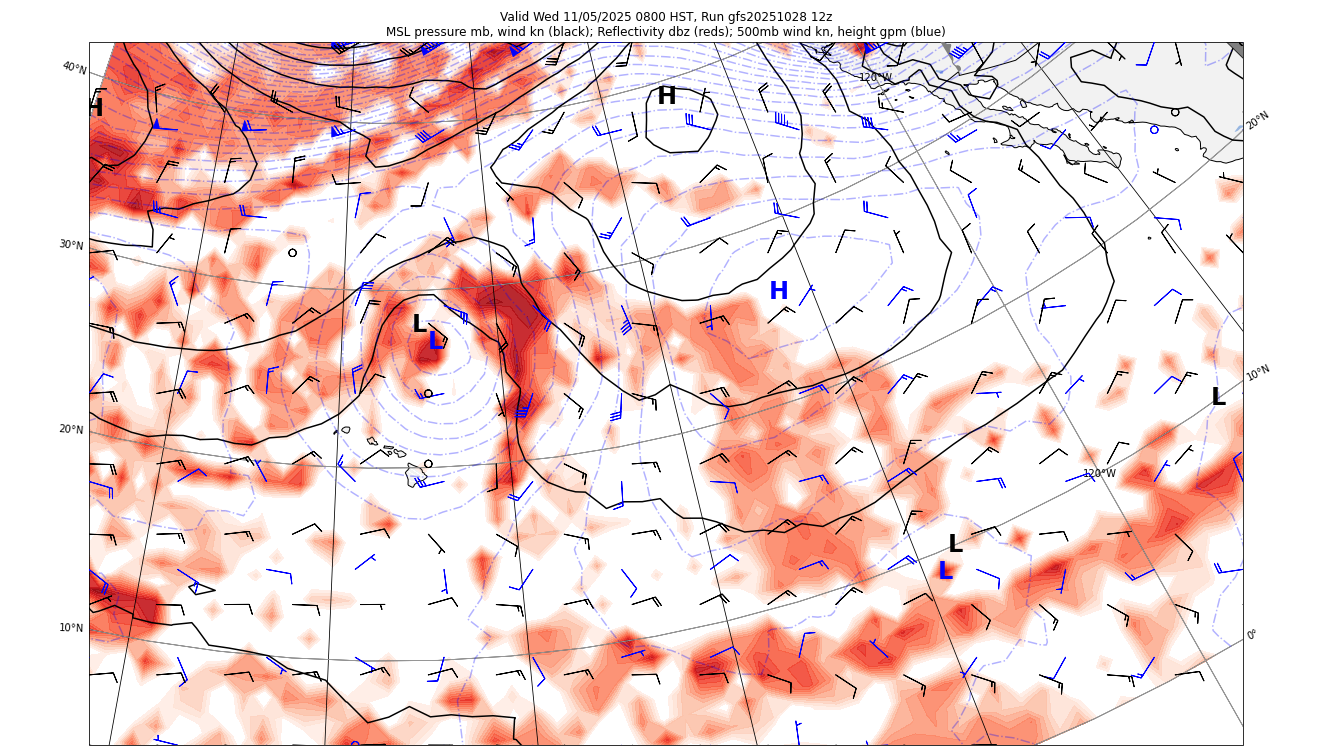 Valid Wed 11/05/2025 0800 HST, Run gfs20251028 12z
MSL pressure mb, wind kn (black); Reflectivity dbz (reds); 500mb wind kn, height gpm (blue)
40°N
120°W
H
H
20°N
30°N
H
L
L
10°N
L
20°N
120°W
L
L
10°N
0°